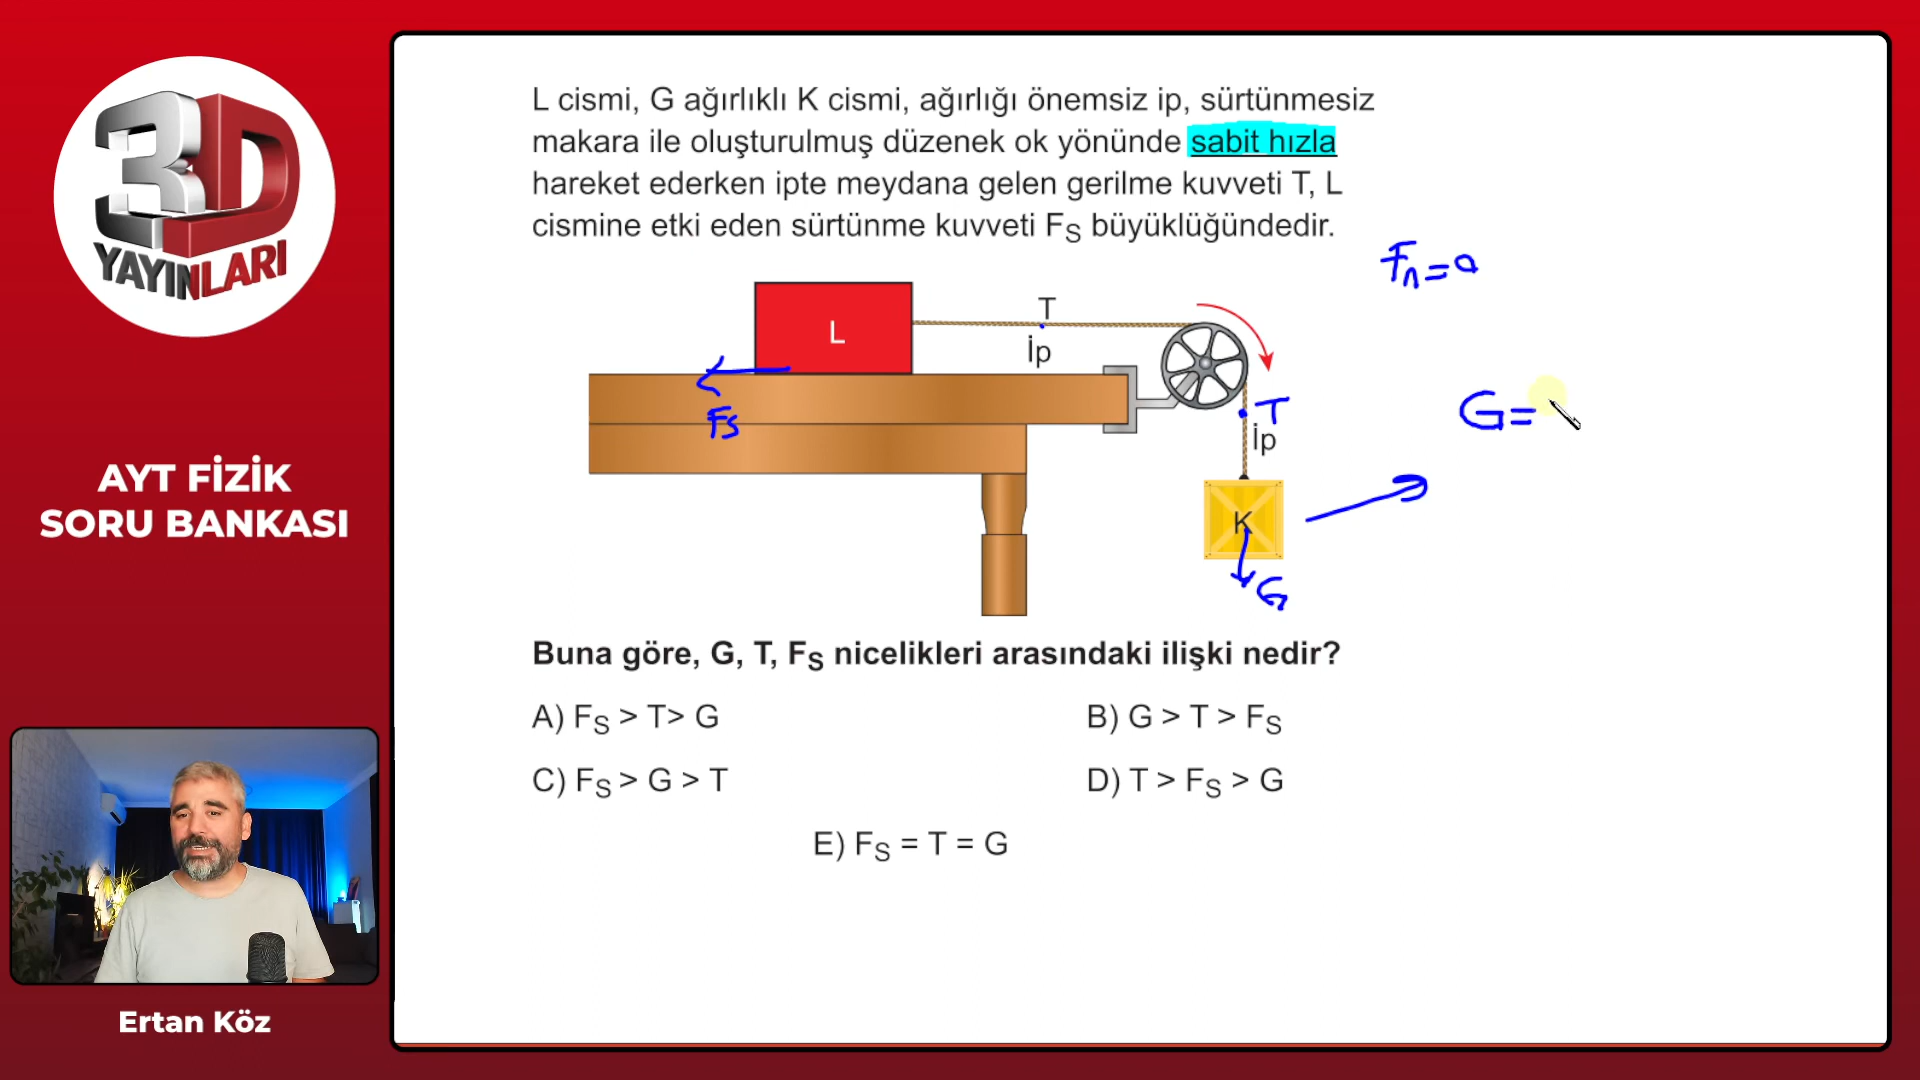 3D
YAYINLARI
AYT FİZİK
SORU BANKASI
Ertan Köz
L cismi, G ağırlıklı K cismi, ağırlığı önemsiz ip, sürtünmesiz
makara ile oluşturulmuş düzenek ok yönünde sabit hızla
hareket ederken ipte meydana gelen gerilme kuvveti T, L
cismine etki eden sürtünme kuvveti FS büyüklüğündedir.
Fn=0
L
T
İp
FS
T
İp
G=
K
G
Buna göre, G, T, FS nicelikleri arasındaki ilişki nedir?
A) FS > T> G
B) G > T > FS
C) FS > G > T
D) T > FS > G
E) FS = T = G